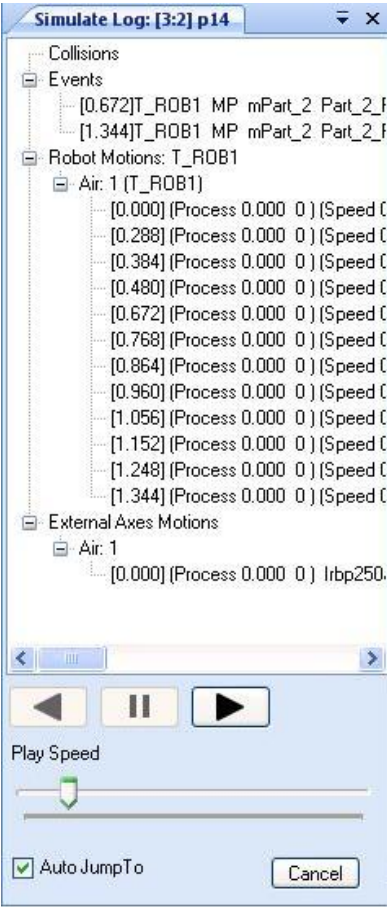 Simulate Log: [3:2] p14
Collisions
Events
[0.672]T_ROB1 MP mPart_2 Part_2_
[1.344]T_ROB1 MP mPart_2 Part_2_
Robot Motions: T_ROB1
Air: 1 (T_ROB1)
[0.000] (Process 0.000 0 ) (Speed
[0.288] (Process 0.000 0 ) (Speed
[0.384] (Process 0.000 0 ) (Speed
[0.480] (Process 0.000 0 ) (Speed
[0.672] (Process 0.000 0 ) (Speed
[0.768] (Process 0.000 0 ) (Speed
[0.864] (Process 0.000 0 ) (Speed
[0.960] (Process 0.000 0 ) (Speed
[1.056] (Process 0.000 0 ) (Speed
[1.152] (Process 0.000 0 ) (Speed
[1.248] (Process 0.000 0 ) (Speed
[1.344] (Process 0.000 0 ) (Speed
External Axes Motions
Air: 1
[0.000] (Process 0.000 0 ) Irbp250
Play Speed
Auto JumpTo
Cancel